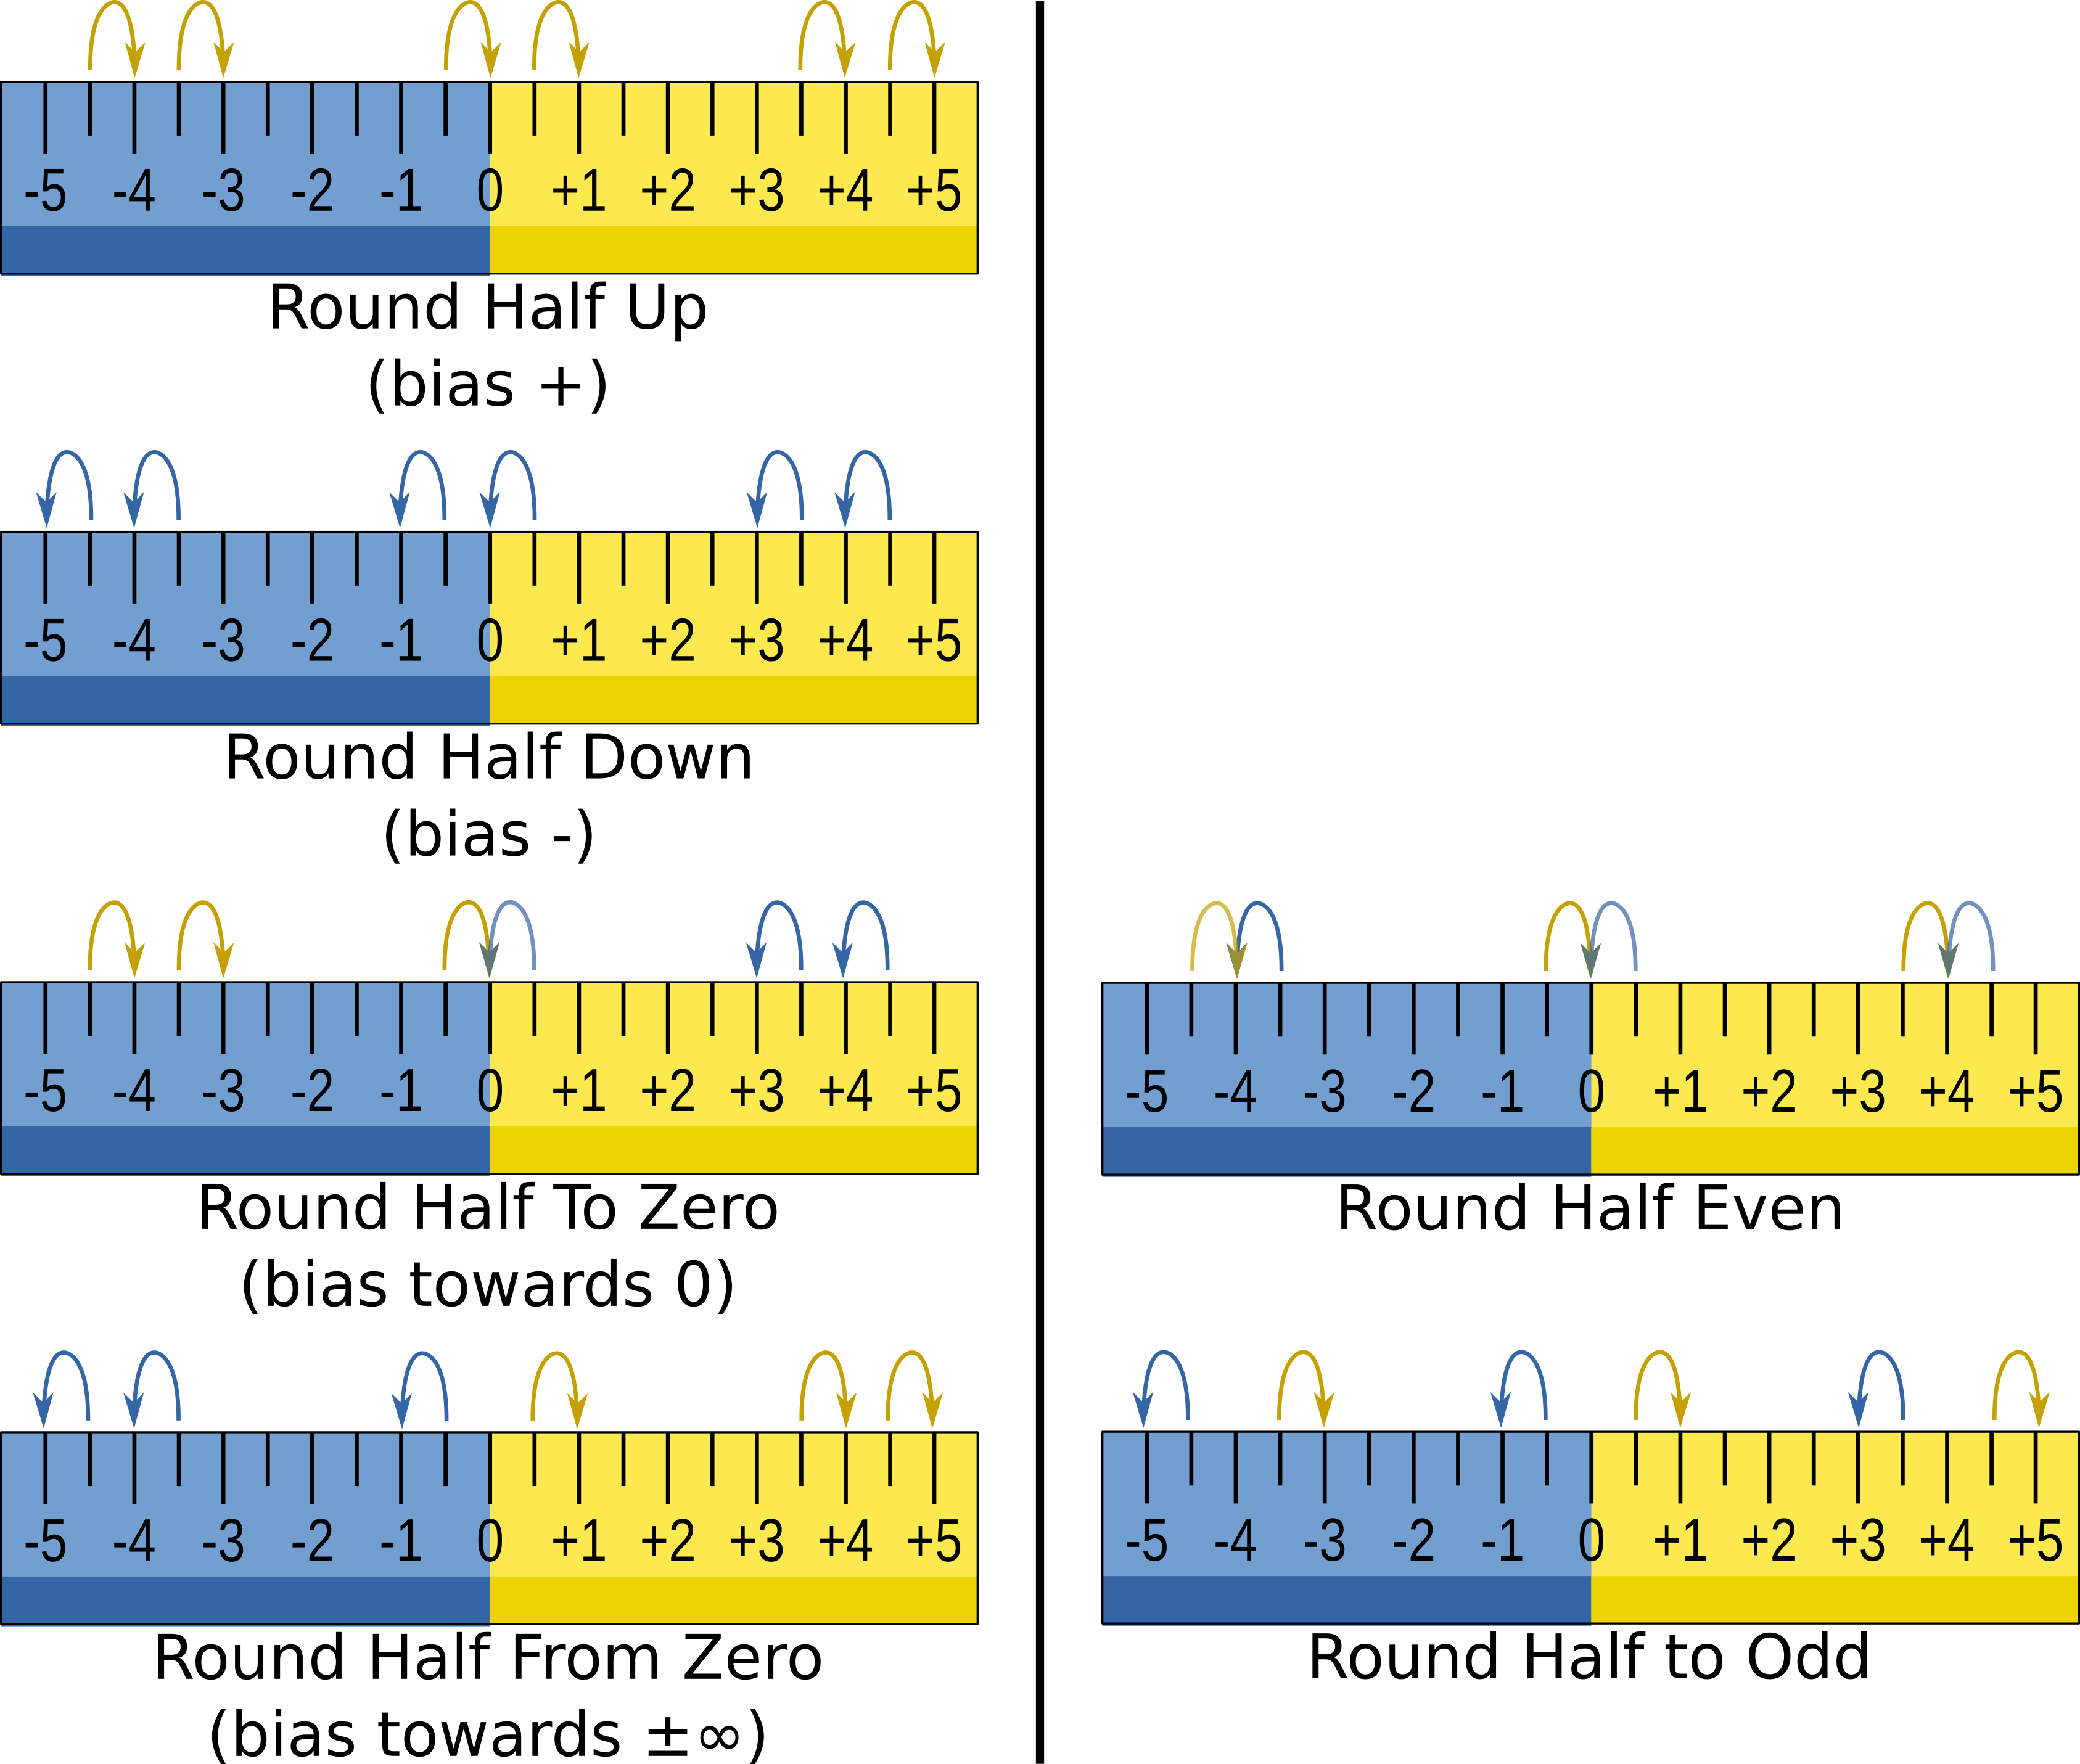 -5 -4 -3 -2 -1 0 +1 +2 +3 +4 +5
Round Half Up
(bias +)
-5 -4 -3 -2 -1 0 +1 +2 +3 +4 +5
Round Half Down
(bias -)
-5 -4 -3 -2 -1 0 +1 +2 +3 +4 +5
Round Half To Zero
(bias towards 0)
-5 -4 -3 -2 -1 0 +1 +2 +3 +4 +5
Round Half From Zero
(bias towards ±∞)
-5 -4 -3 -2 -1 0 +1 +2 +3 +4 +5
Round Half Even
-5 -4 -3 -2 -1 0 +1 +2 +3 +4 +5
Round Half to Odd